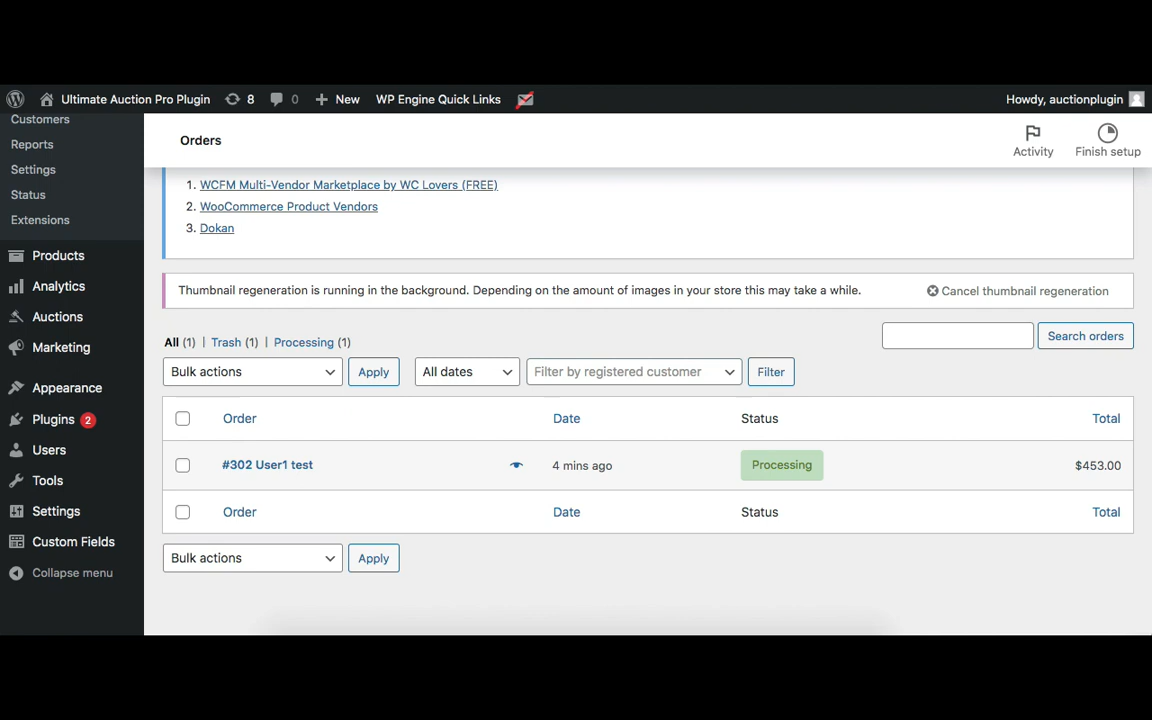 Ultimate Auction Pro Plugin 8 0 New WP Engine Quick Links Howdy, auctionplugin
Customers
Reports
Settings
Status
Extensions
Products
Analytics
Auctions
Marketing
Appearance
Plugins 2
Users
Tools
Settings
Custom Fields
Collapse menu
Orders
Activity
Finish setup
1. WCFM Multi-Vendor Marketplace by WC Lovers (FREE)
2. WooCommerce Product Vendors
3. Dokan
Thumbnail regeneration is running in the background. Depending on the amount of images in your store this may take a while. Cancel thumbnail regeneration
All (1) | Trash (1) | Processing (1)
Search orders
Bulk actions Apply All dates Filter by registered customer Filter
Order Date Status Total
#302 User1 test 4 mins ago Processing $453.00
Order Date Status Total
Bulk actions Apply